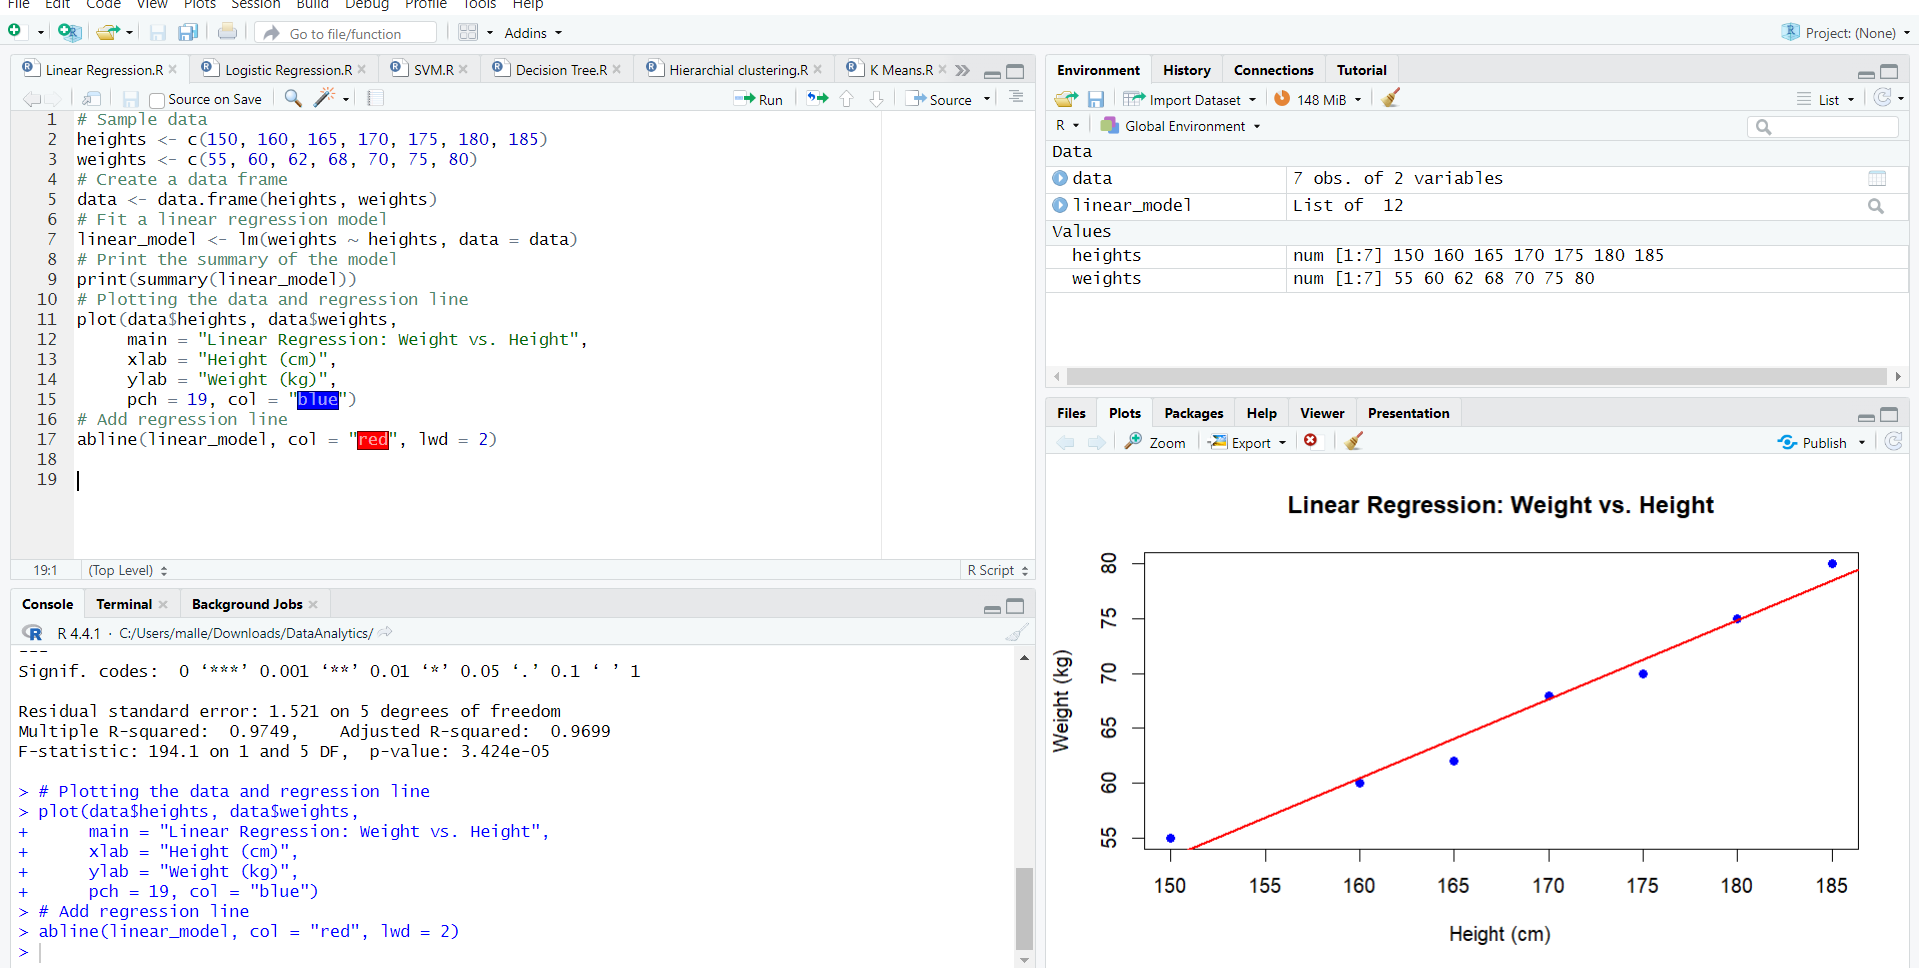 File Edit Code View Plots Session Build Debug Profile Tools Help
Go to file/function Addins Project: (None)
Linear Regression.R Logistic Regression.R SVM.R Decision Tree.R Hierarchial clustering.R K Means.R
Source on Save Run Source
1 # Sample data
2 heights <- c(150, 160, 165, 170, 175, 180, 185)
3 weights <- c(55, 60, 62, 68, 70, 75, 80)
4 # Create a data frame
5 data <- data.frame(heights, weights)
6 # Fit a linear regression model
7 linear_model <- lm(weights ~ heights, data = data)
8 # Print the summary of the model
9 print(summary(linear_model))
10 # Plotting the data and regression line
11 plot(data$heights, data$weights,
12 main = "Linear Regression: Weight vs. Height",
13 xlab = "Height (cm)",
14 ylab = "Weight (kg)",
15 pch = 19, col = "blue")
16 # Add regression line
17 abline(linear_model, col = "red", lwd = 2)
18
19
19:1 (Top Level) R Script
Console Terminal Background Jobs
R 4.4.1 · C:/Users/malle/Downloads/DataAnalytics/
---
Signif. codes:  0 ‘***’ 0.001 ‘**’ 0.01 ‘*’ 0.05 ‘.’ 0.1 ‘ ’ 1
Residual standard error: 1.521 on 5 degrees of freedom
Multiple R-squared:  0.9749,    Adjusted R-squared:  0.9699
F-statistic: 194.1 on 1 and 5 DF,  p-value: 3.424e-05
> # Plotting the data and regression line
> plot(data$heights, data$weights,
+ main = "Linear Regression: Weight vs. Height",
+ xlab = "Height (cm)",
+ ylab = "Weight (kg)",
+ pch = 19, col = "blue")
> # Add regression line
> abline(linear_model, col = "red", lwd = 2)
>
Environment History Connections Tutorial
Import Dataset 148 MiB List
R Global Environment
Data
data 7 obs. of 2 variables
linear_model List of  12
Values
heights num [1:7] 150 160 165 170 175 180 185
weights num [1:7] 55 60 62 68 70 75 80
Files Plots Packages Help Viewer Presentation
Zoom Export Publish
Linear Regression: Weight vs. Height
Weight (kg)
80
75
70
65
60
55
150 155 160 165 170 175 180 185
Height (cm)